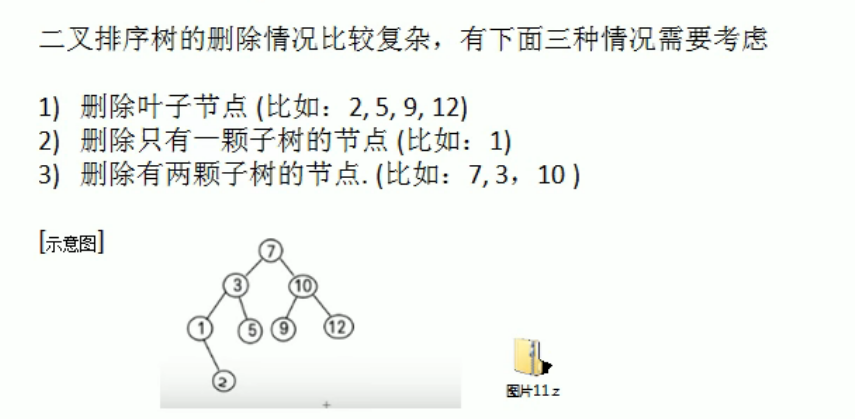 二叉排序树的删除情况比较复杂，有下面三种情况需要考虑
1) 删除叶子节点 (比如：2, 5, 9, 12)
2) 删除只有一颗子树的节点 (比如：1)
3) 删除有两颗子树的节点. (比如：7, 3，10 )
[示意图]
7
3 10
1 5 9 12
2
图片11z